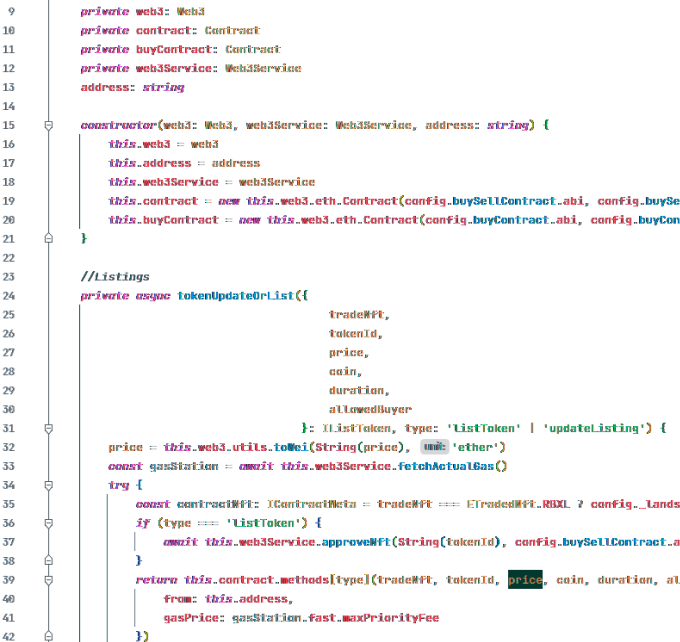 9 private web3: Web3
10 private contract: Contract
11 private buyContract: Contract
12 private web3Service: Web3Service
13 address: string
14
15 constructor(web3: Web3, web3Service: Web3Service, address: string) {
16 this.web3 = web3
17 this.address = address
18 this.web3Service = web3Service
19 this.contract = new this.web3.eth.Contract(config.buySellContract.abi, config.buySe
20 this.buyContract = new this.web3.eth.Contract(config.buyContract.abi, config.buyCon
21 }
22
23 //Listings
24 private async tokenUpdateOrList({
25 tradeNft,
26 tokenId,
27 price,
28 coin,
29 duration,
30 allowedBuyer
31 }: IListToken, type: 'listToken' | 'updateListing') {
32 price = this.web3.utils.toWei(String(price), unit: 'ether')
33 const gasStation = await this.web3Service.fetchActualGas()
34 try {
35 const contractNft: IContractMeta = tradeNft === ETradedNft.RBXL ? config._lands
36 if (type === 'listToken') {
37 await this.web3Service.approveNft(String(tokenId), config.buySellContract.a
38 }
39 return this.contract.methods[type](tradeNft, tokenId, price, coin, duration, al
40 from: this.address,
41 gasPrice: gasStation.fast.maxPriorityFee
42 })